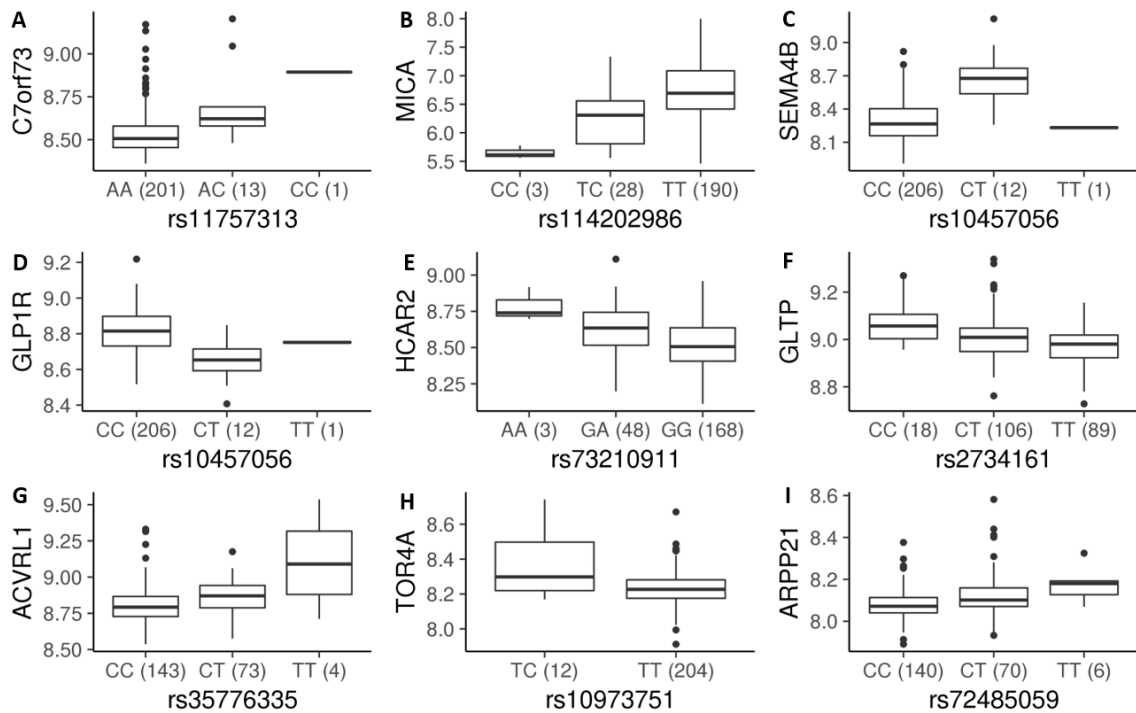 A
C7orf73
9.00
8.75
8.50
AA (201) AC (13) CC (1)
rs11757313
B
MICA
8.0
7.5
7.0
6.5
6.0
5.5
CC (3) TC (28) TT (190)
rs114202986
C
SEMA4B
9.0
8.7
8.4
8.1
CC (206) CT (12) TT (1)
rs10457056
D
GLP1R
9.2
9.0
8.8
8.6
8.4
CC (206) CT (12) TT (1)
rs10457056
E
HCAR2
9.00
8.75
8.50
8.25
AA (3) GA (48) GG (168)
rs73210911
F
GLTP
9.2
9.0
8.8
CC (18) CT (106) TT (89)
rs2734161
G
ACVRL1
9.50
9.25
9.00
8.75
8.50
CC (143) CT (73) TT (4)
rs35776335
H
TOR4A
8.6
8.4
8.2
8.0
TC (12) TT (204)
rs10973751
I
ARPP21
8.6
8.4
8.2
8.0
CC (140) CT (70) TT (6)
rs72485059